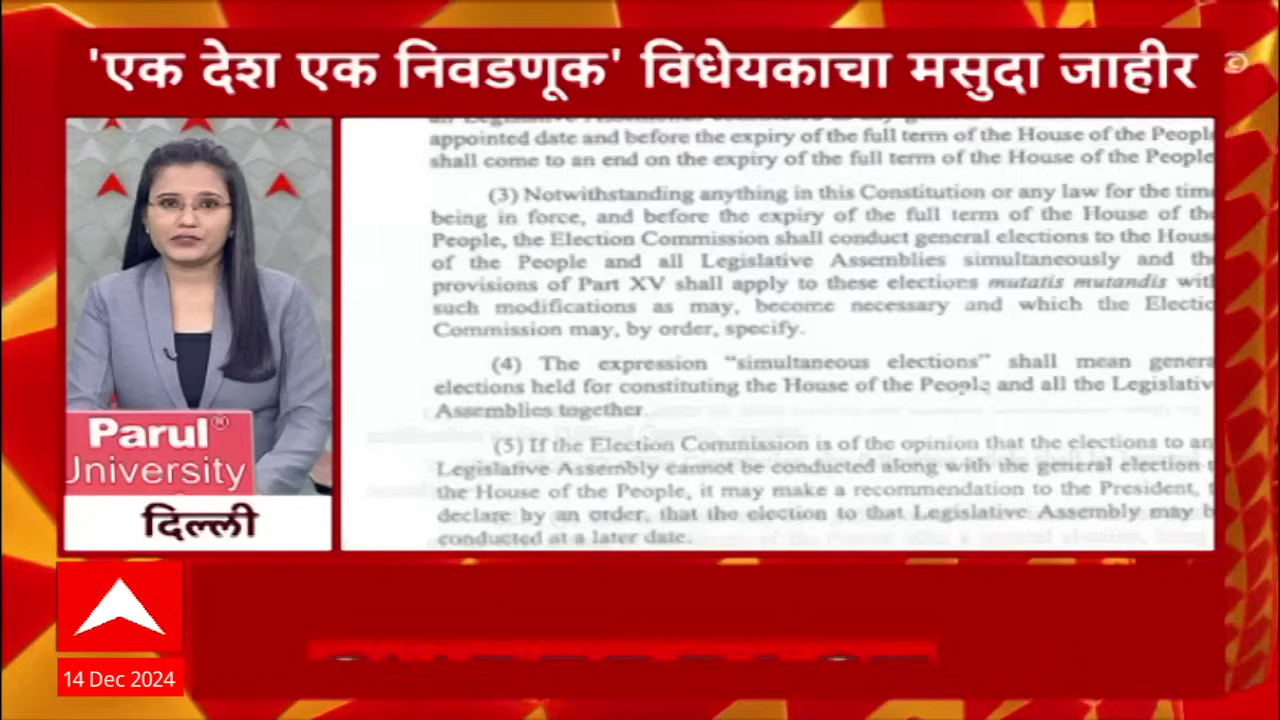 'एक देश एक निवडणूक' विधेयकाचा मसुदा जाहीर
appointed date and before the expiry of the full term of the House of the People
shall come to an end on the expiry of the full term of the House of the People
(3) Notwithstanding anything in this Constitution or any law for the time
being in force, and before the expiry of the full term of the House of the
People, the Election Commission shall conduct general elections to the House
of the People and all Legislative Assemblies simultaneously and the
provisions of Part XV shall apply to these elections mutatis mutandis with
such modifications as may, become necessary and which the Electio
Commission may, by order, specify.
(4) The expression "simultaneous elections" shall mean genera
elections held for constituting the House of the People and all the Legislativ
Assemblies together.
(5) If the Election Commission is of the opinion that the elections to an
Legislative Assembly cannot be conducted along with the general election
the House of the People, it may make a recommendation to the President,
declare by an order, that the election to that Legislative Assembly may b
conducted at a later date.
Parul
University
दिल्ली
14 Dec 2024